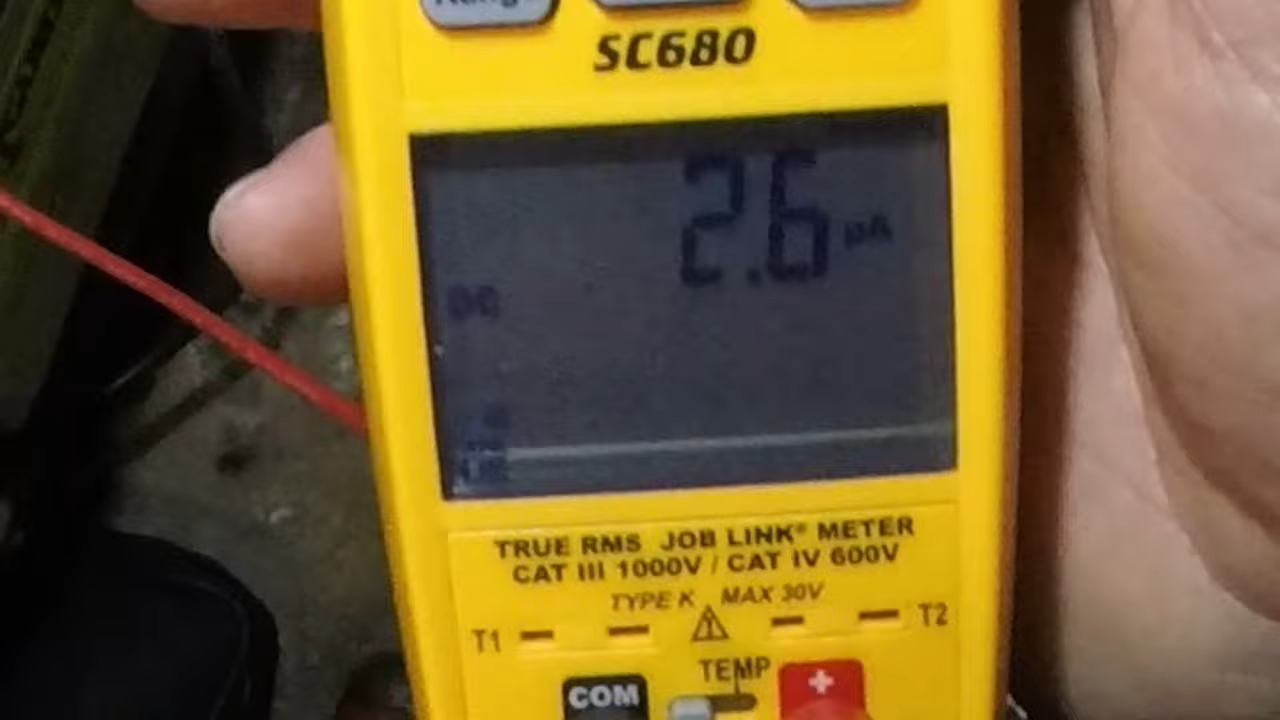 SC680
2.6 µA
DC
TRUE RMS JOB LINK® METER
CAT III 1000V / CAT IV 600V
TYPE K MAX 30V
T1 T2
TEMP
COM +